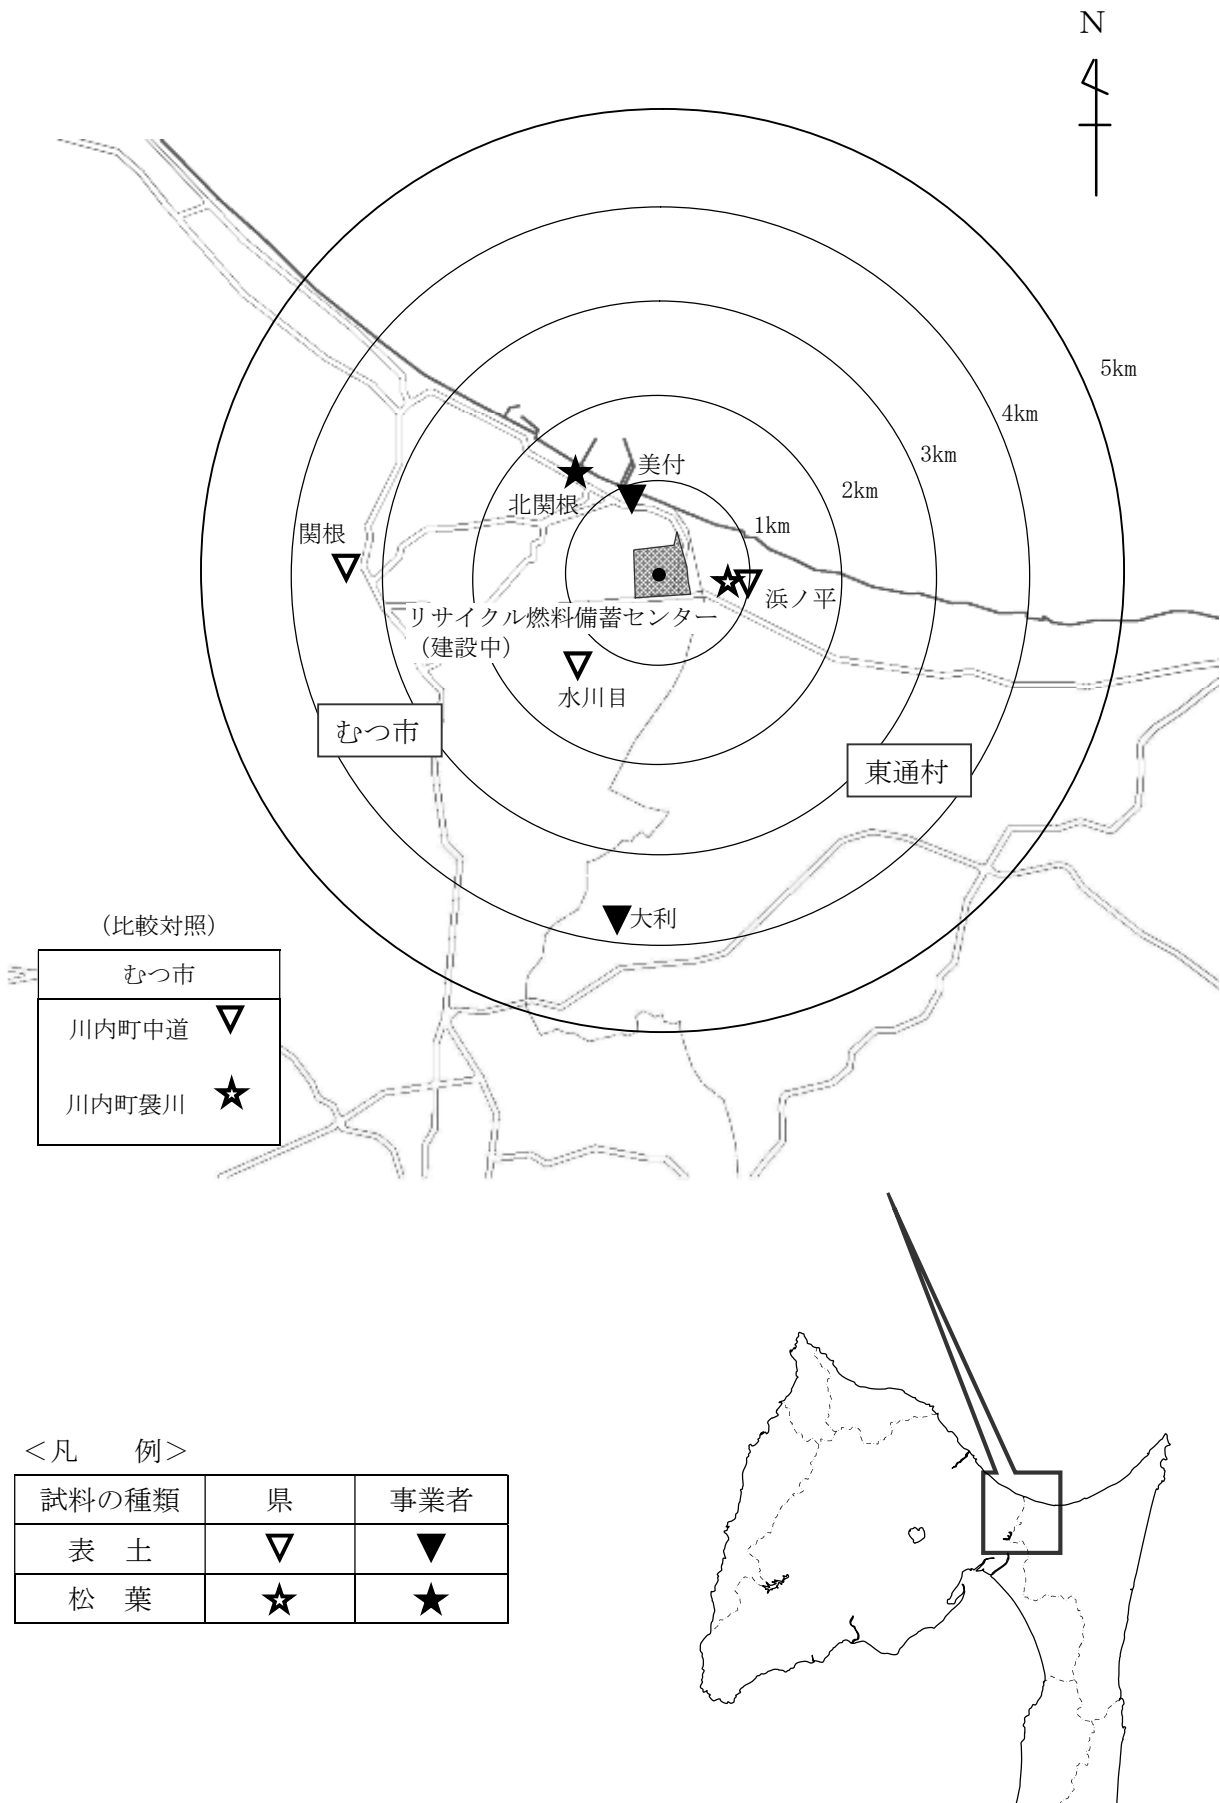 N
5km
4km
3km
2km
1km
美付
北関根
関根
浜ノ平
リサイクル燃料備蓄センター
（建設中）
水川目
むつ市
東通村
大利
（比較対照）
むつ市
川内町中道
川内町袰川
＜凡　例＞
試料の種類 県 事業者
表　土
松　葉